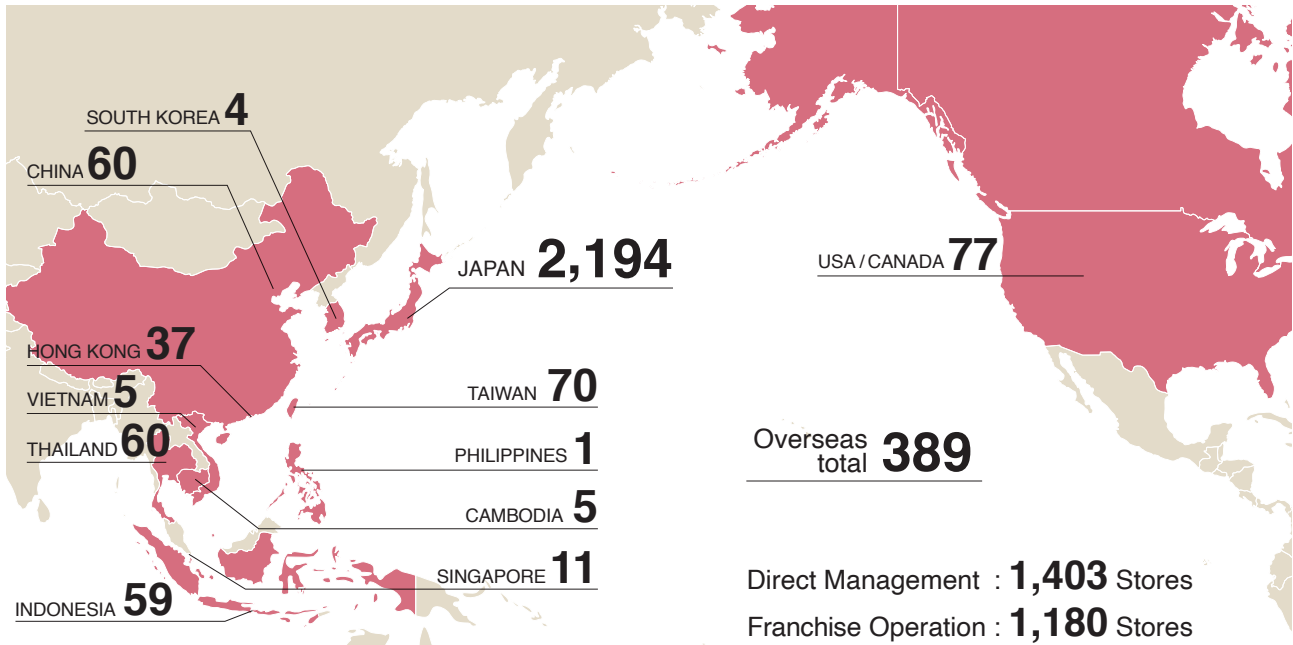 SOUTH KOREA 4
CHINA 60
JAPAN 2,194
USA / CANADA 77
HONG KONG 37
VIETNAM 5
TAIWAN 70
THAILAND 60
PHILIPPINES 1
Overseas
total 389
CAMBODIA 5
SINGAPORE 11
INDONESIA 59
Direct Management : 1,403 Stores
Franchise Operation : 1,180 Stores